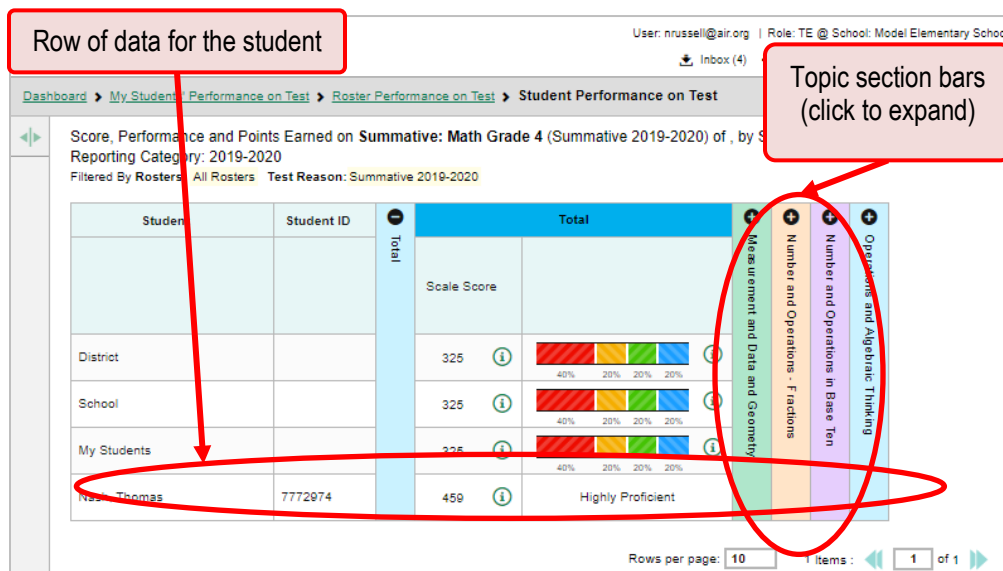 Row of data for the student
User: nrussell@air.org | Role: TE @ School: Model Elementary School
Inbox (4)
Topic section bars
(click to expand)
Dashboard > My Students' Performance on Test > Roster Performance on Test > Student Performance on Test
Score, Performance and Points Earned on Summative: Math Grade 4 (Summative 2019-2020) of , by S
Reporting Category: 2019-2020
Filtered By Rosters: All Rosters Test Reason: Summative 2019-2020
Student Student ID Total Total
Scale Score
Measurement and Data and Geometry
Number and Operations - Fractions
Number and Operations in Base Ten
Operations and Algebraic Thinking
District 325
40% 20% 20% 20%
School 325
40% 20% 20% 20%
My Students 325
40% 20% 20% 20%
Nash, Thomas 7772974 459 Highly Proficient
Rows per page: 10 1 Items : 1 of 1